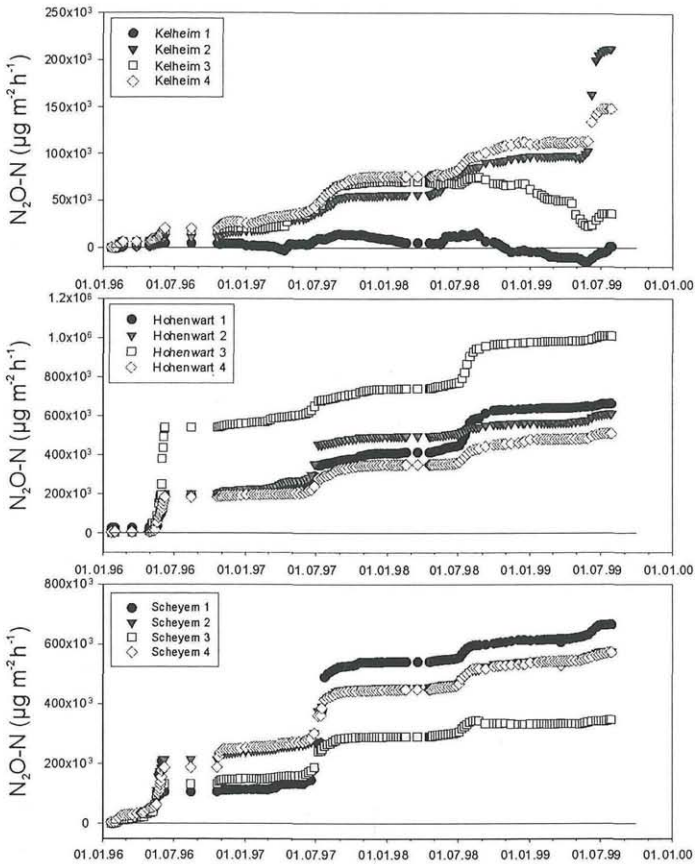 N₂O-N (µg m⁻² h⁻¹)
Kelheim 1
Kelheim 2
Kelheim 3
Kelheim 4
250x10³
200x10³
150x10³
100x10³
50x10³
0
01.01.96 01.07.96 01.01.97 01.07.97 01.01.98 01.07.98 01.01.99 01.07.99 01.01.00
N₂O-N (µg m⁻² h⁻¹)
Hohenwart 1
Hohenwart 2
Hohenwart 3
Hohenwart 4
1.2x10⁶
1.0x10⁶
800x10³
600x10³
400x10³
200x10³
0
01.01.96 01.07.96 01.01.97 01.07.97 01.01.98 01.07.98 01.01.99 01.07.99 01.01.00
N₂O-N (µg m⁻² h⁻¹)
Scheyern 1
Scheyern 2
Scheyern 3
Scheyern 4
800x10³
600x10³
400x10³
200x10³
0
01.01.96 01.07.96 01.01.97 01.07.97 01.01.98 01.07.98 01.01.99 01.07.99 01.01.00